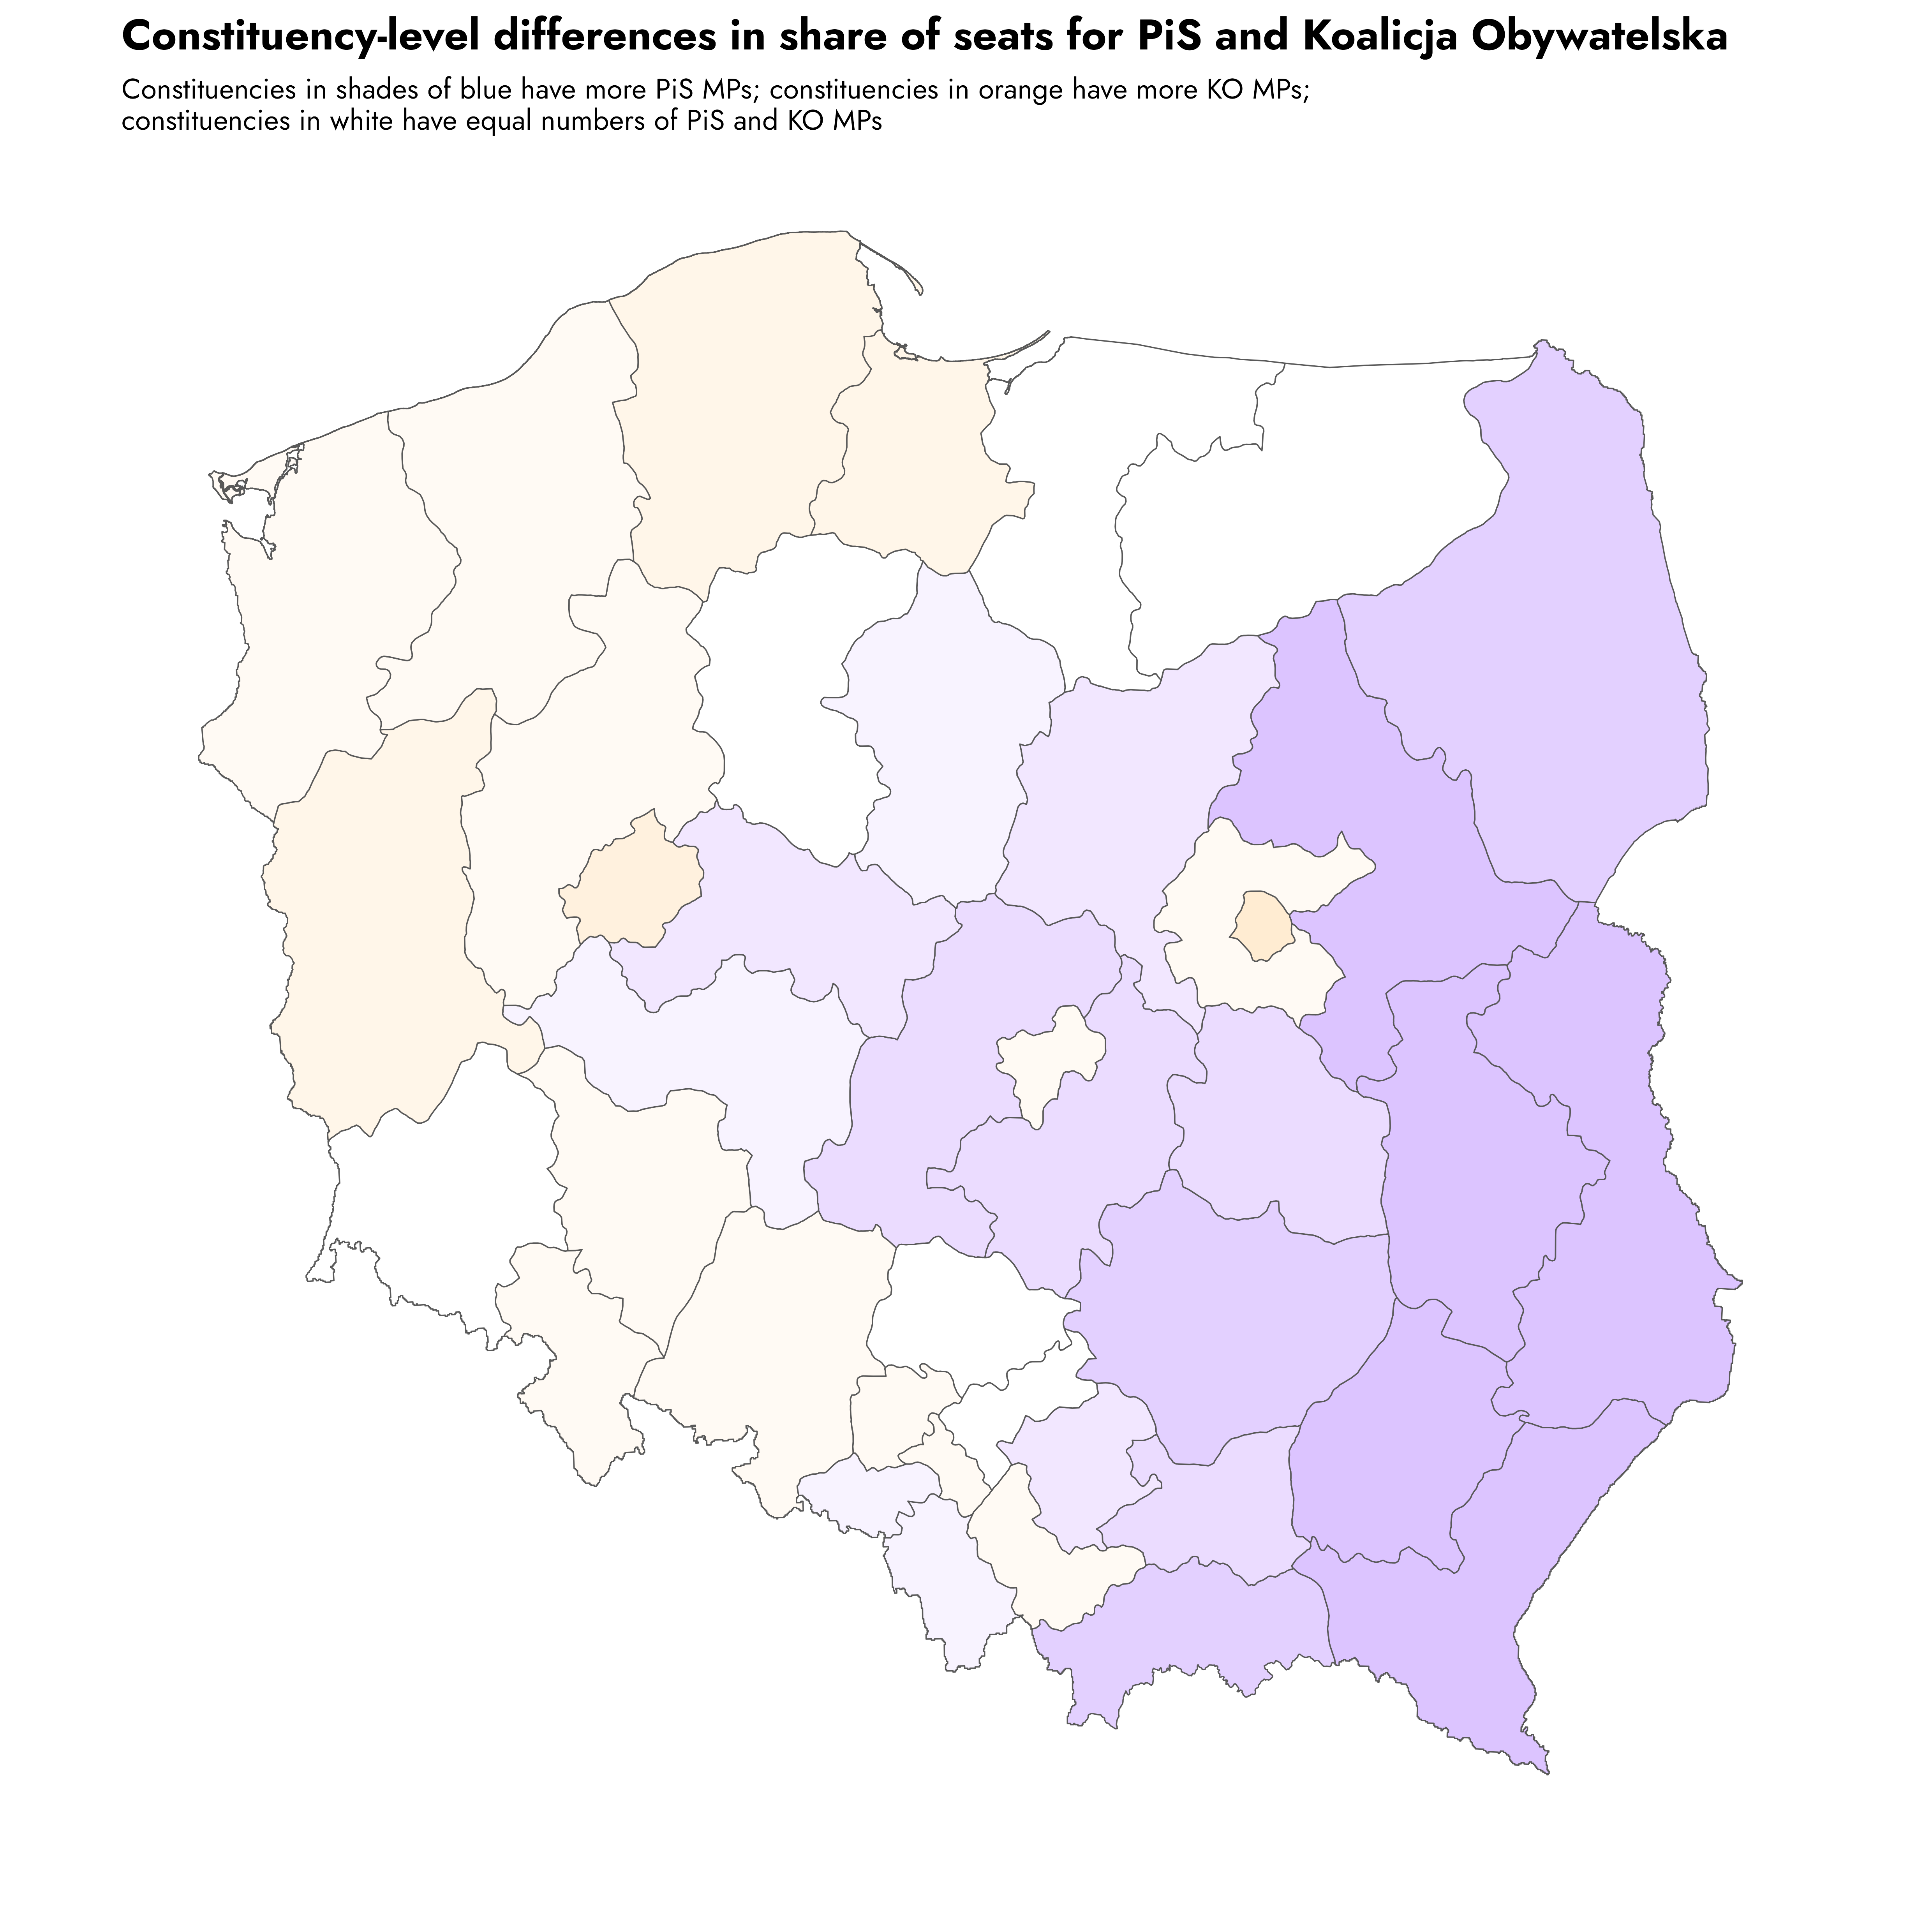 Constituency-level differences in share of seats for PiS and Koalicja Obywatelska
Constituencies in shades of blue have more PiS MPs; constituencies in orange have more KO MPs;
constituencies in white have equal numbers of PiS and KO MPs